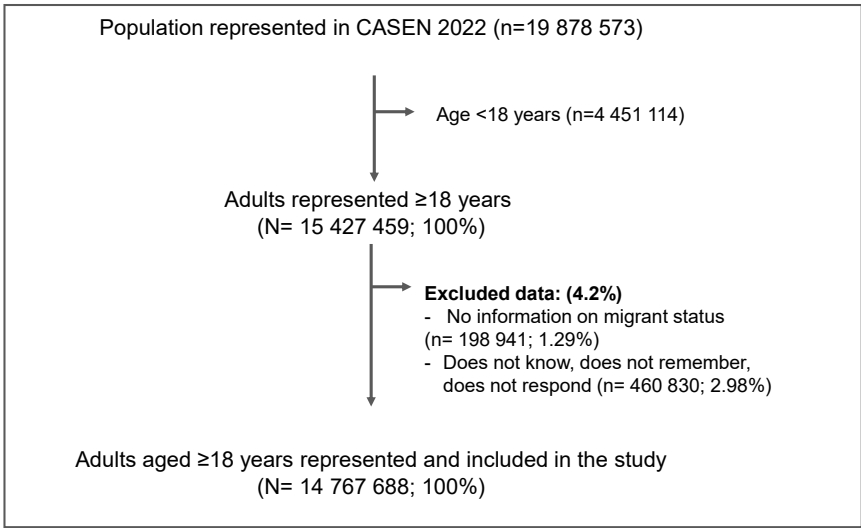 Population represented in CASEN 2022 (n=19 878 573)
Age <18 years (n=4 451 114)
Adults represented ≥18 years
(N= 15 427 459; 100%)
Excluded data: (4.2%)
- No information on migrant status
(n= 198 941; 1.29%)
- Does not know, does not remember,
does not respond (n= 460 830; 2.98%)
Adults aged ≥18 years represented and included in the study
(N= 14 767 688; 100%)